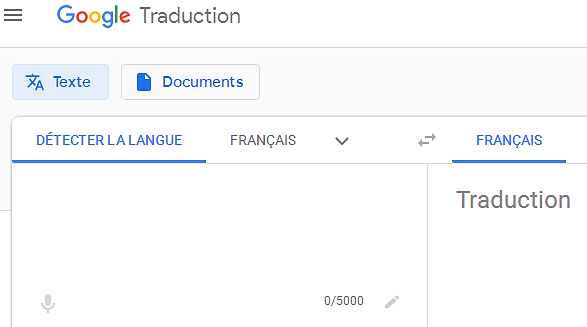 Google Traduction
Texte Documents
DÉTECTER LA LANGUE FRANÇAIS FRANÇAIS
Traduction
0/5000